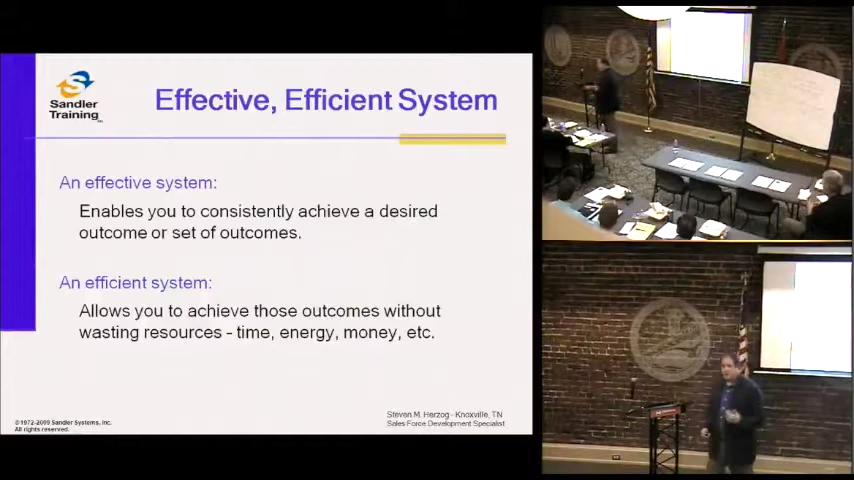 Sandler
Training
Effective, Efficient System
An effective system:
Enables you to consistently achieve a desired
outcome or set of outcomes.
An efficient system:
Allows you to achieve those outcomes without
wasting resources - time, energy, money, etc.
©1972-2009 Sandler Systems, Inc.
All rights reserved.
Steven M. Herzog - Knoxville, TN
Sales Force Development Specialist